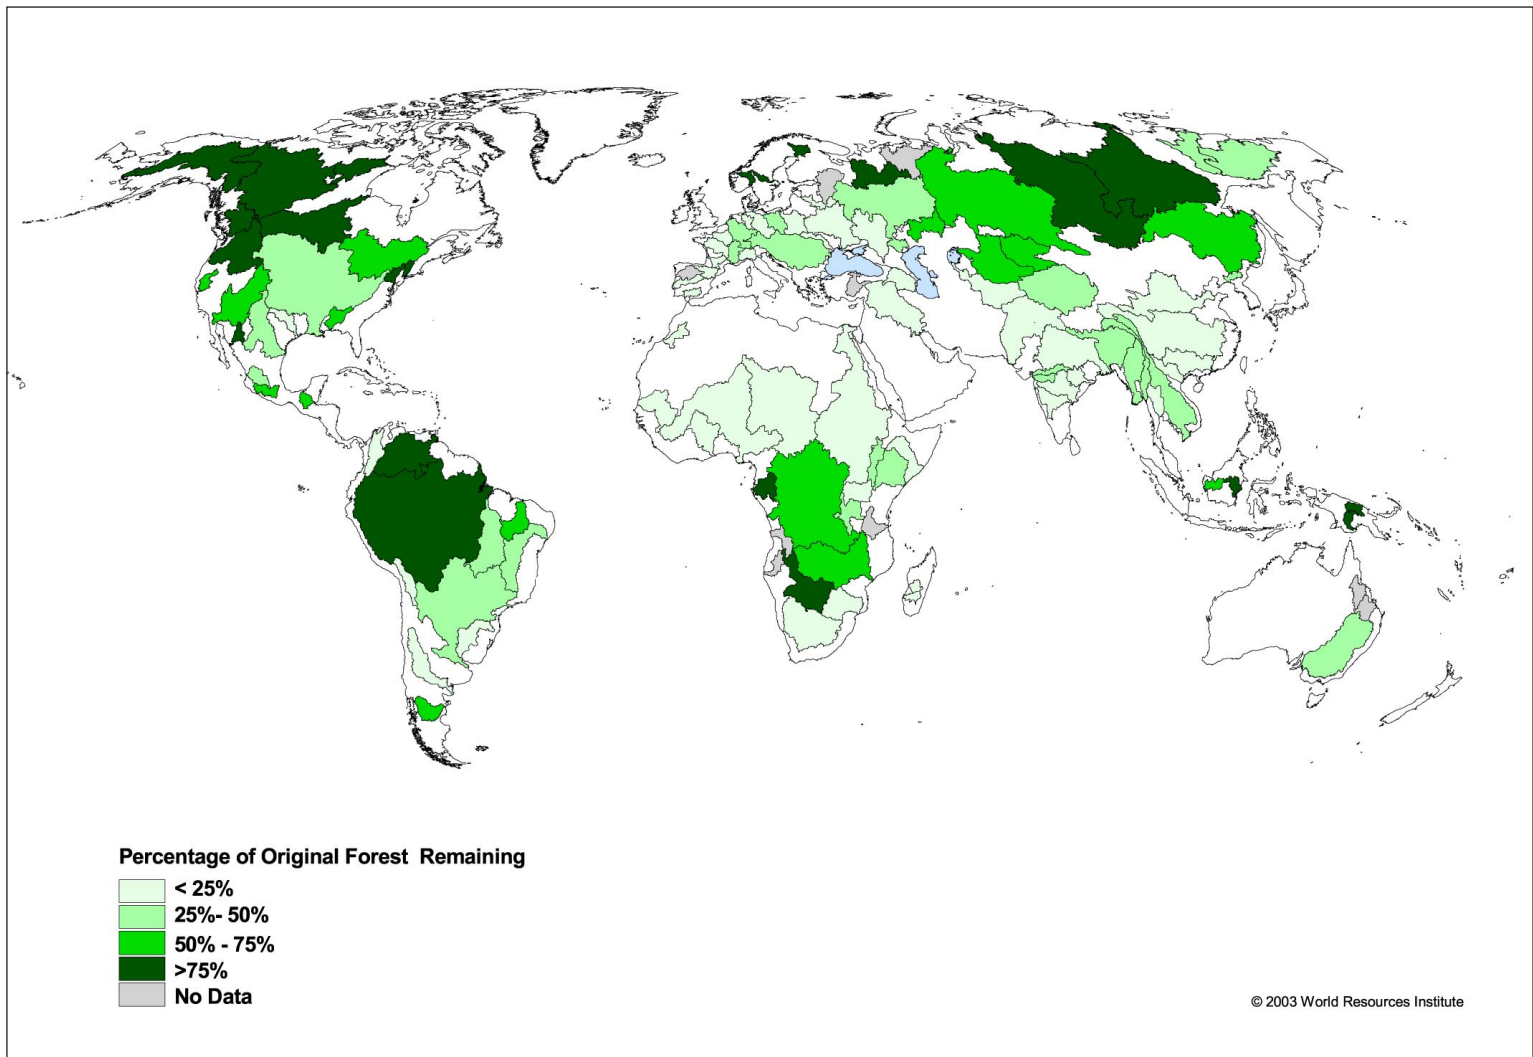 Percentage of Original Forest Remaining
< 25%
25%- 50%
50% - 75%
>75%
No Data
© 2003 World Resources Institute